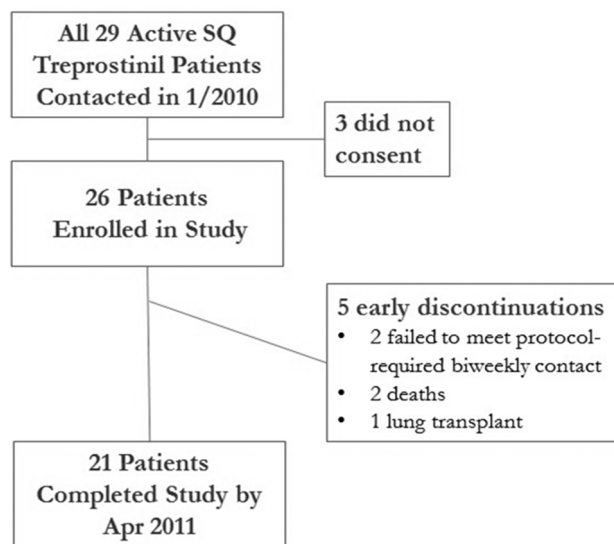 All 29 Active SQ
Treprostinil Patients
Contacted in 1/2010
3 did not
consent
26 Patients
Enrolled in Study
5 early discontinuations
• 2 failed to meet protocol-
required biweekly contact
• 2 deaths
• 1 lung transplant
21 Patients
Completed Study by
Apr 2011